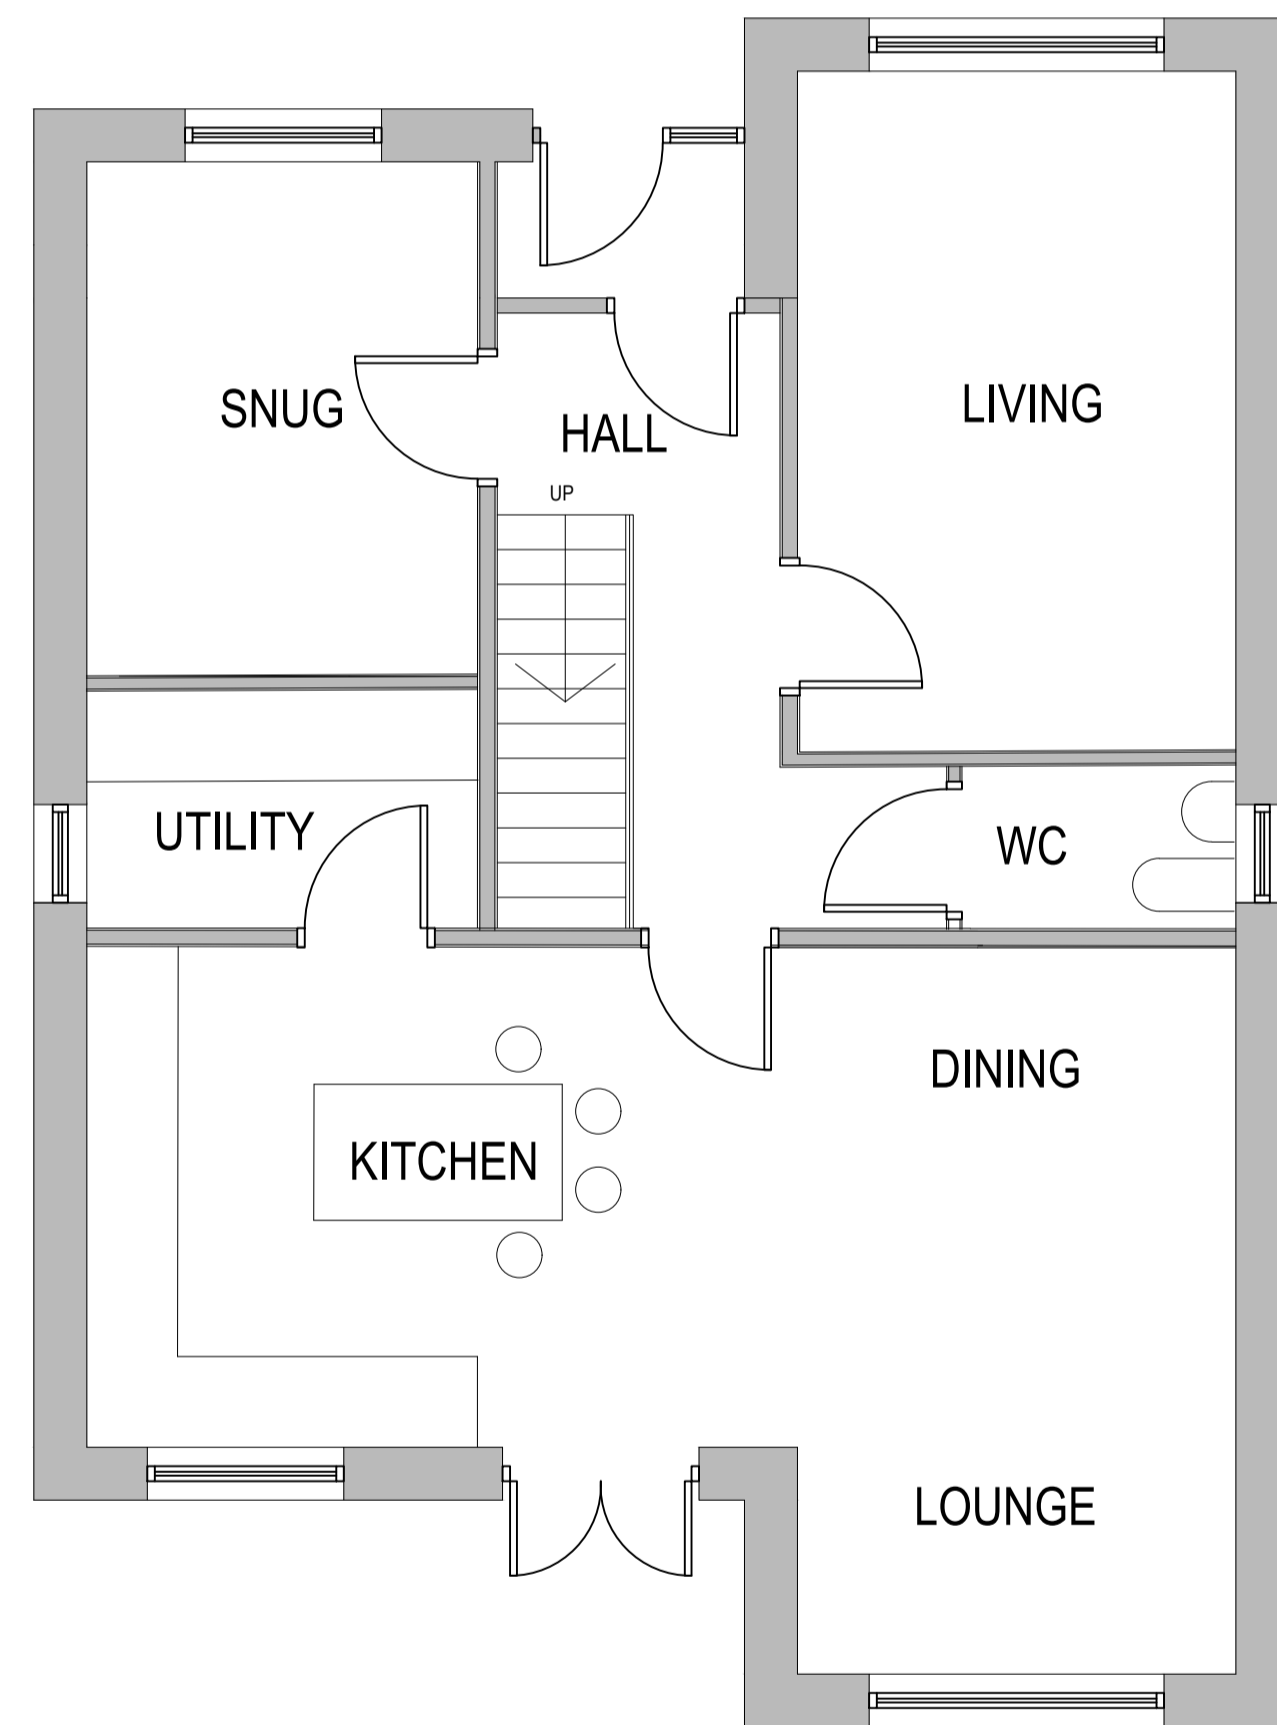 LIVING
SNUG
HALL
UP
UTILITY
WC
DINING
KITCHEN
LOUNGE